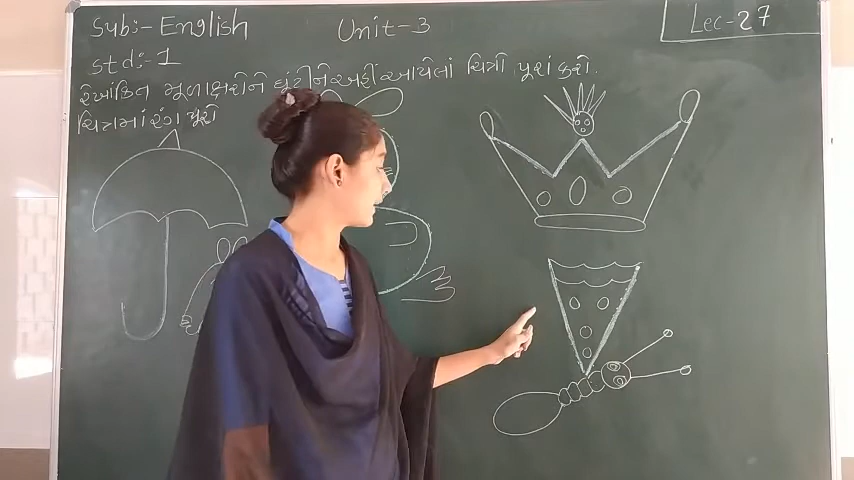 Sub:- English
Unit-3
Lec-27
std:-1
રેખાંકિત મૂળાક્ષરોને ઘૂંટીને અહીં આપેલાં ચિત્રો પૂરાં કરો.
ચિત્રમાં રંગ પૂરો